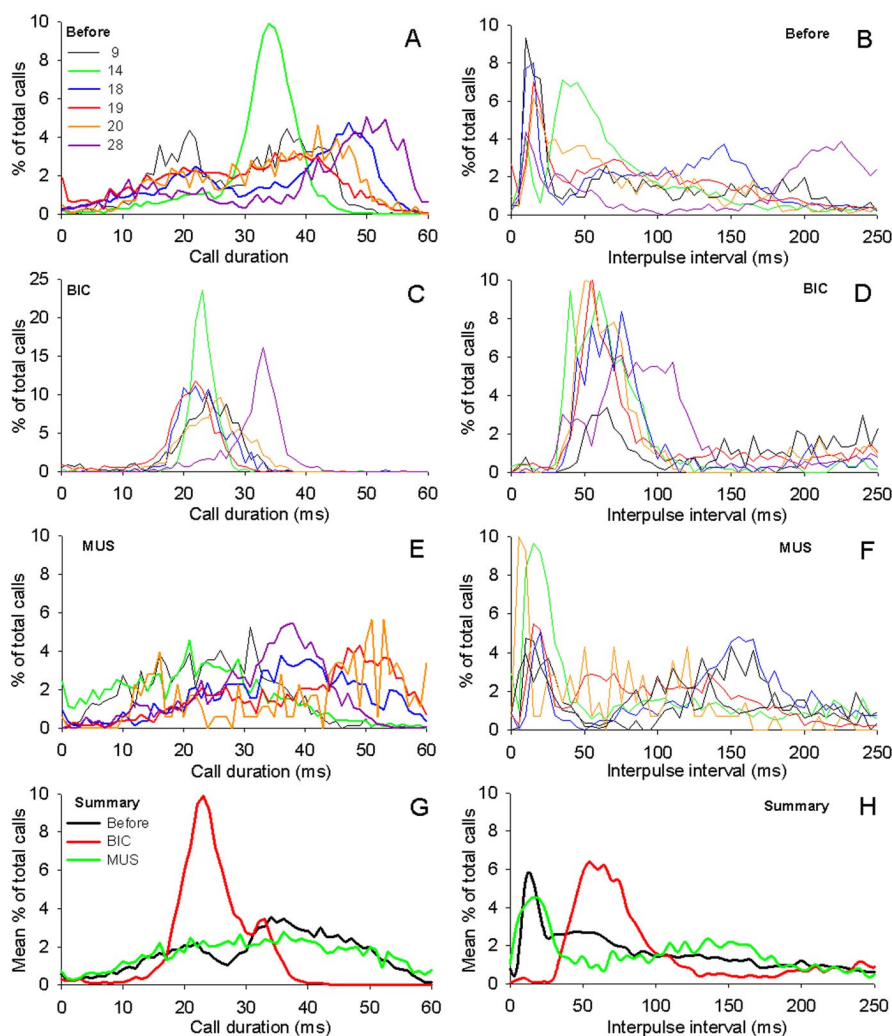 Before
9
14
18
19
20
28
A
% of total calls
10
8
6
4
2
0
0 10 20 30 40 50 60
Call duration
Before
B
%of total calls
10
8
6
4
2
0
0 50 100 150 200 250
Interpulse interval (ms)
BIC
C
% of total calls
25
20
15
10
5
0
0 10 20 30 40 50 60
Call duration (ms)
BIC
D
% of total calls
10
8
6
4
2
0
0 50 100 150 200 250
Interpulse interval (ms)
MUS
E
% of total calls
10
8
6
4
2
0
0 10 20 30 40 50 60
Call duration (ms)
MUS
F
% of total calls
10
8
6
4
2
0
0 50 100 150 200 250
Interpulse interval (ms)
Summary
Before
BIC
MUS
G
Mean % of total calls
10
8
6
4
2
0
0 10 20 30 40 50 60
Call duration (ms)
Summary
H
Mean % of total calls
10
8
6
4
2
0
0 50 100 150 200 250
Interpulse interval (ms)